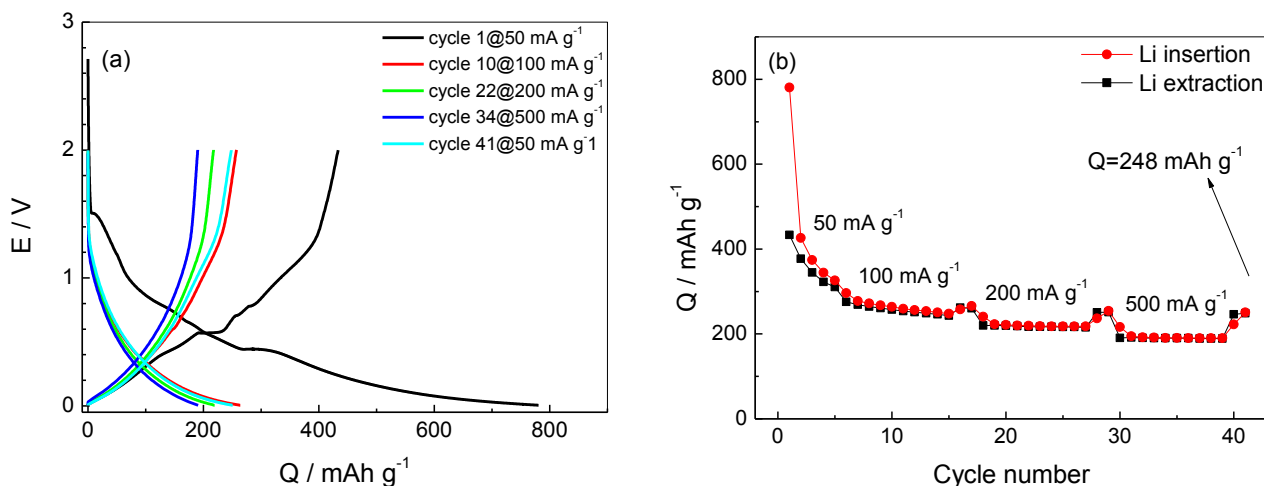 (a)
cycle 1@50 mA g⁻¹
cycle 10@100 mA g⁻¹
cycle 22@200 mA g⁻¹
cycle 34@500 mA g⁻¹
cycle 41@50 mA g⁻1
3
2
1
0
E / V
0 200 400 600 800
Q / mAh g⁻¹
(b)
Li insertion
Li extraction
Q=248 mAh g⁻¹
50 mA g⁻¹
100 mA g⁻¹
200 mA g⁻¹
500 mA g⁻¹
800
600
400
200
0
Q / mAh g⁻¹
0 10 20 30 40
Cycle number